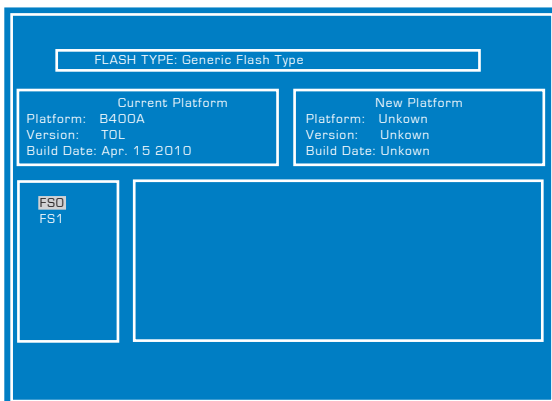 FLASH TYPE: Generic Flash Type
Current Platform
Platform: B400A
Version: TOL
Build Date: Apr. 15 2010
New Platform
Platform: Unkown
Version: Unkown
Build Date: Unkown
FS0
FS1